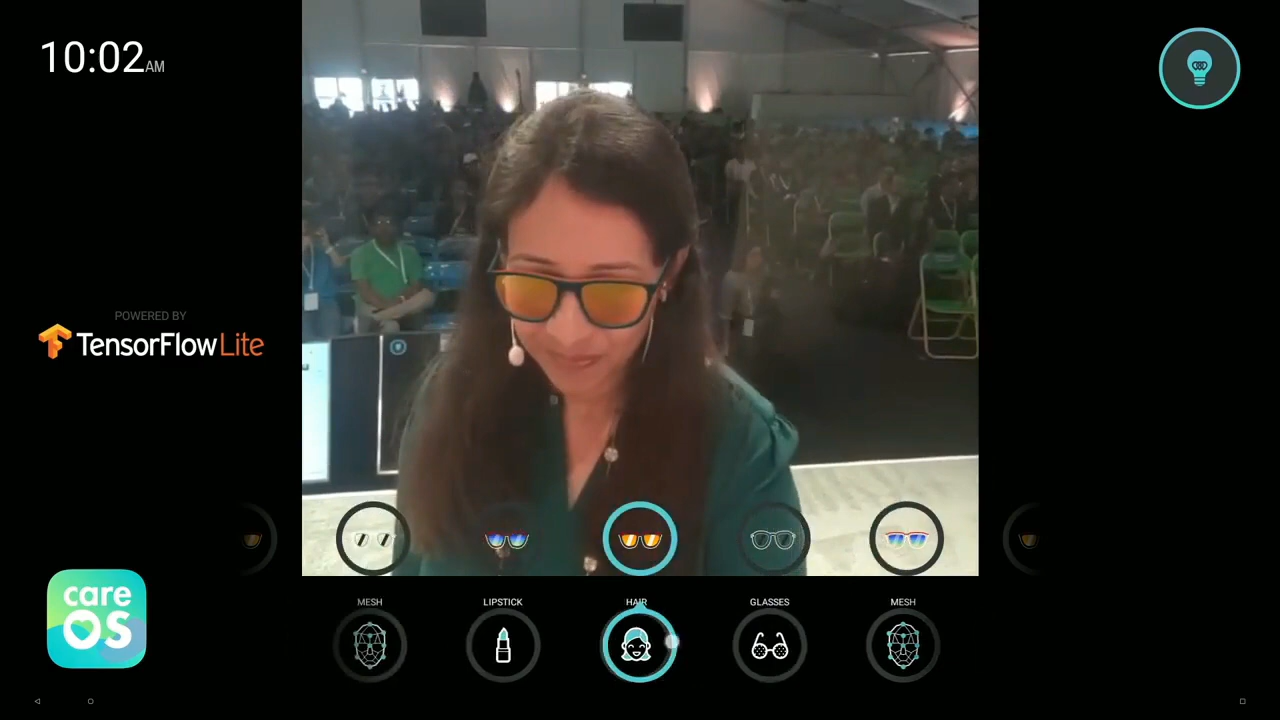 10:02AM
POWERED BY
TensorFlow Lite
care
OS
MESH
LIPSTICK
HAIR
GLASSES
MESH